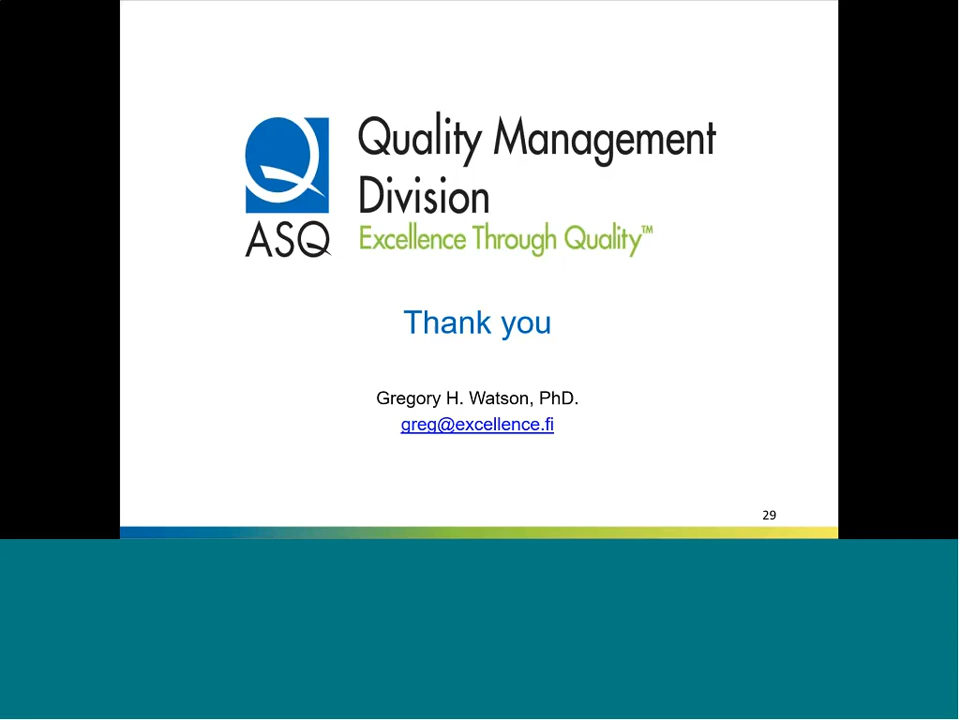 Quality Management
Division
ASQ
Excellence Through Quality™
Thank you
Gregory H. Watson, PhD.
greg@excellence.fi
29